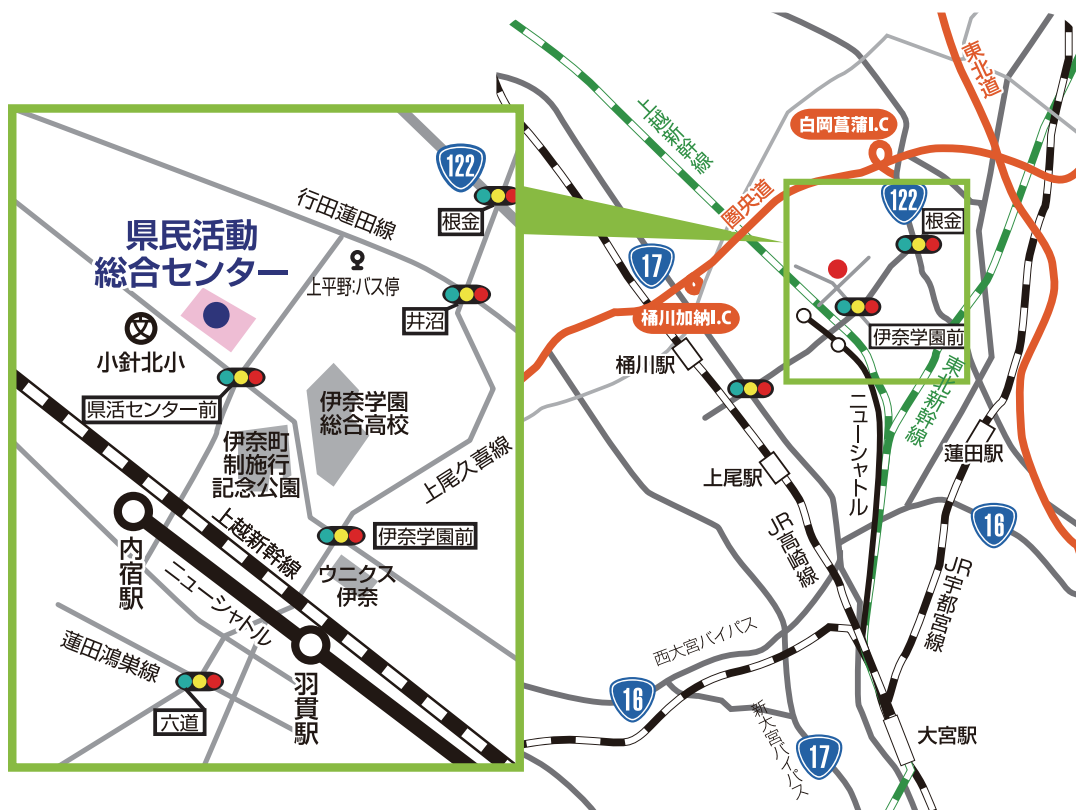 122
行田蓮田線
根金
県民活動
総合センター
上平野:バス停
井沼
小針北小
県活センター前
伊奈学園
総合高校
伊奈町
制施行
記念公園
上尾久喜線
上越新幹線
伊奈学園前
内宿駅
ニューシャトル
ウニクス
伊奈
蓮田鴻巣線
羽貫駅
六道
東北道
上越新幹線
白岡菖蒲I.C
圏央道
122
根金
17
桶川加納I.C
伊奈学園前
桶川駅
東北新幹線
ニューシャトル
蓮田駅
上尾駅
16
JR高崎線
JR宇都宮線
西大宮バイパス
16
新大宮バイパス
17
大宮駅